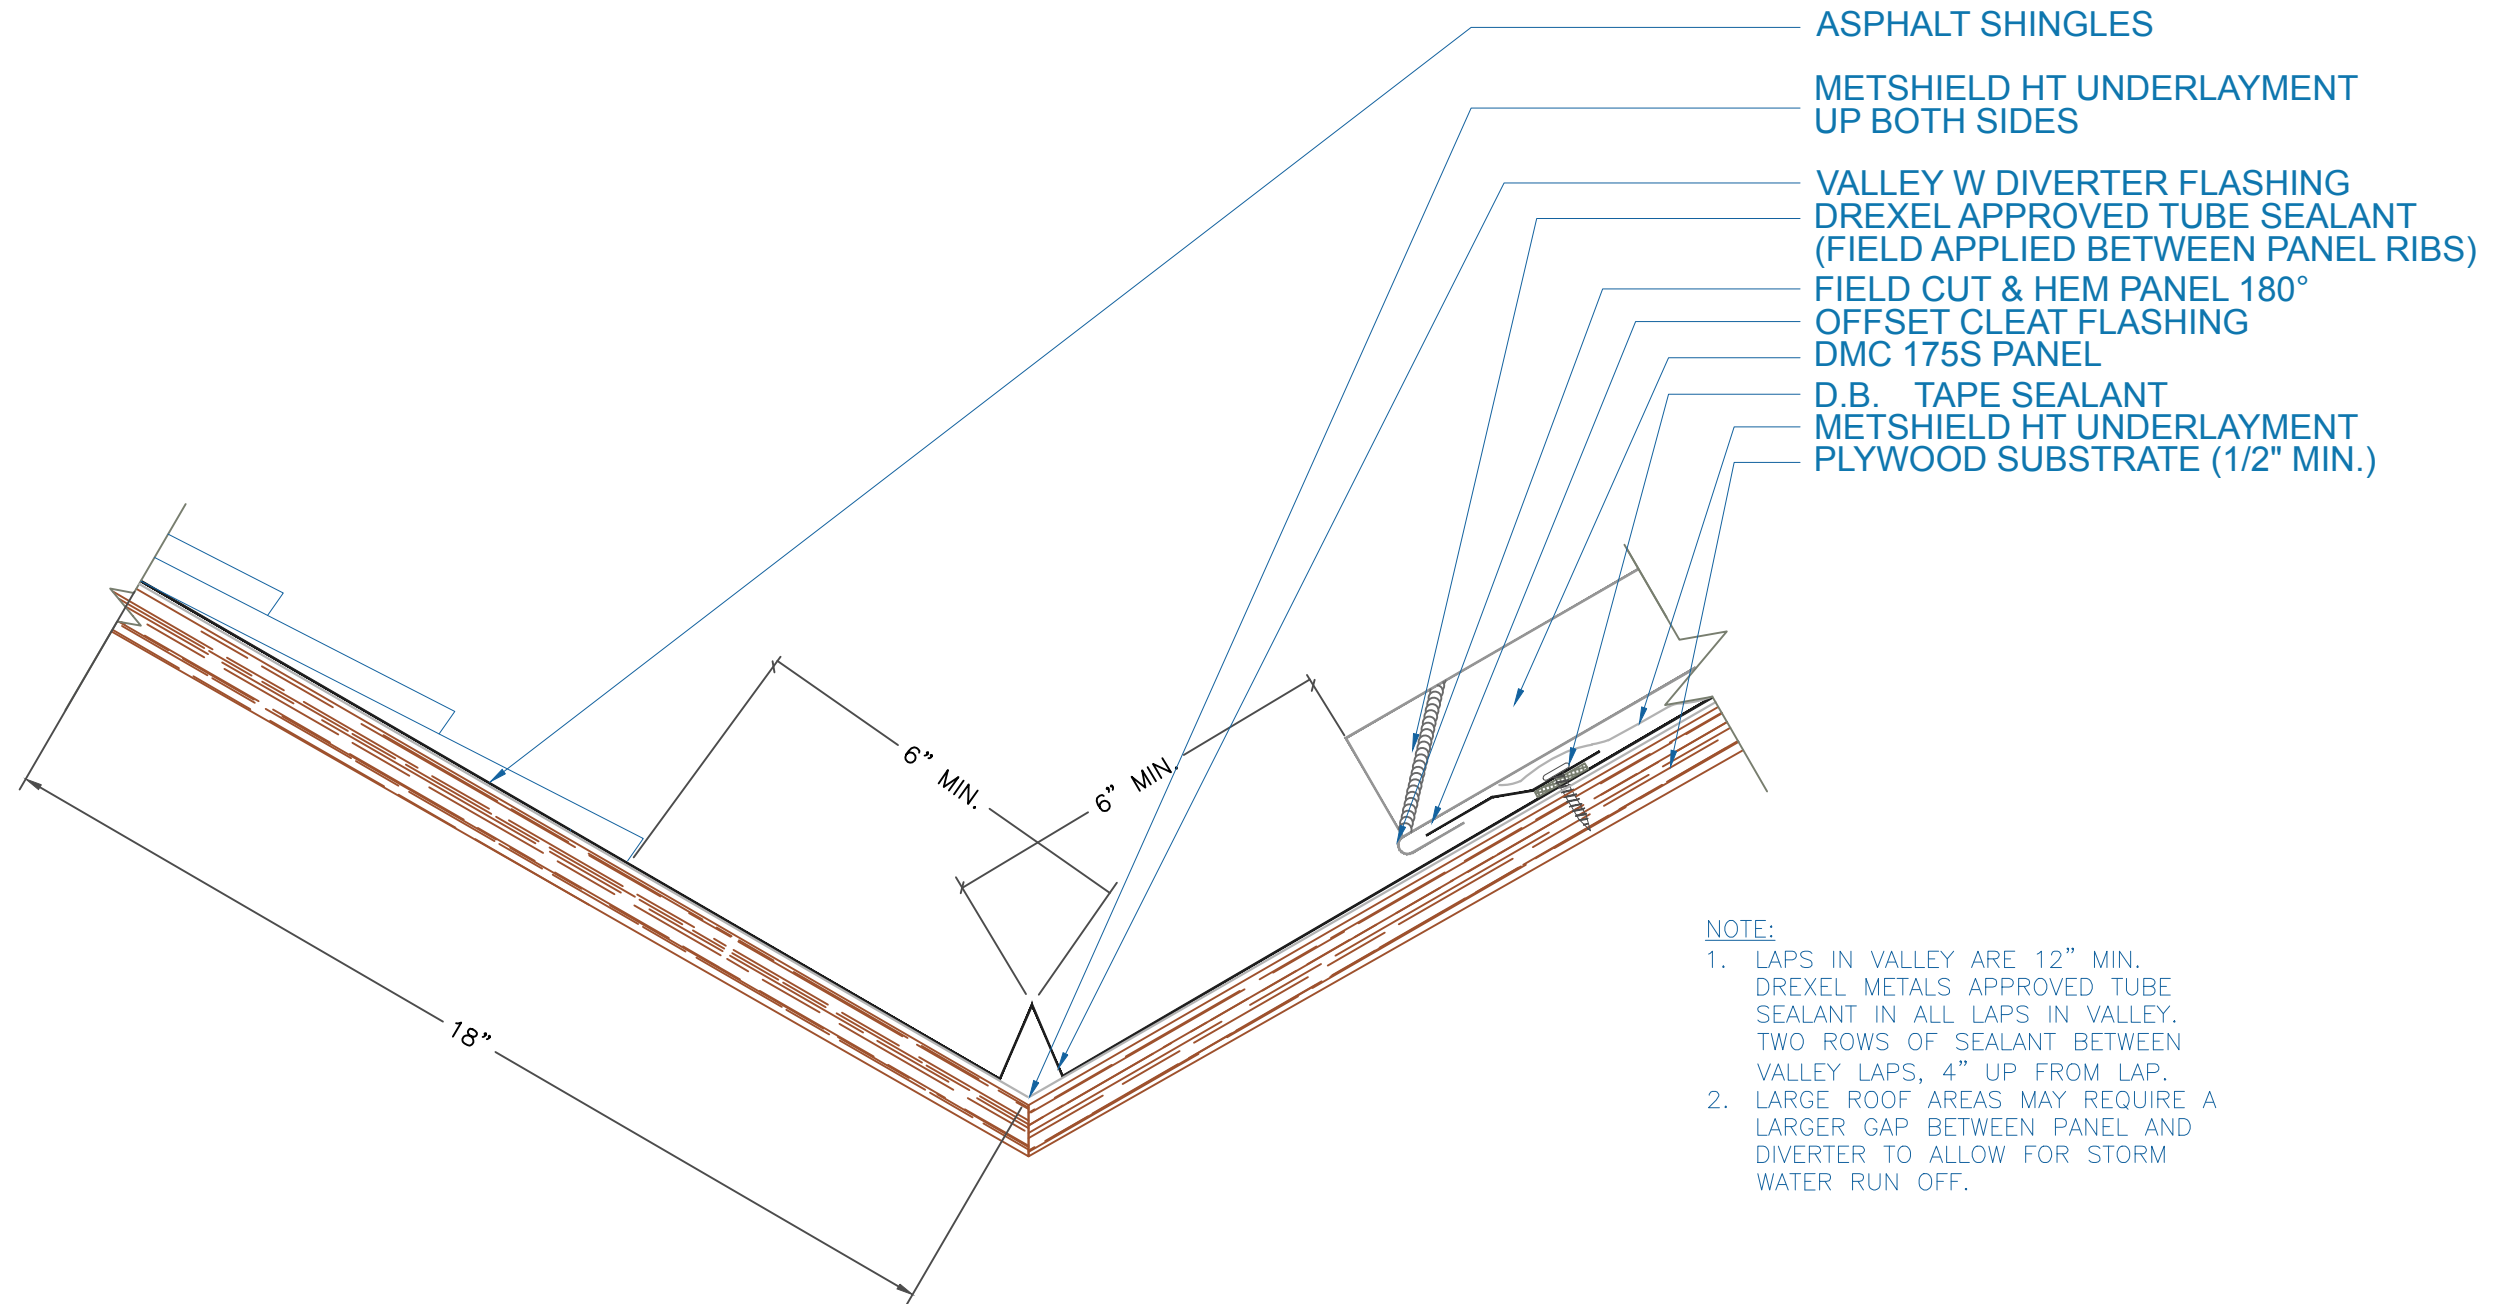 ASPHALT SHINGLES
METSHIELD HT UNDERLAYMENT
UP BOTH SIDES
VALLEY W DIVERTER FLASHING
DREXEL APPROVED TUBE SEALANT
(FIELD APPLIED BETWEEN PANEL RIBS)
FIELD CUT & HEM PANEL 180°
OFFSET CLEAT FLASHING
DMC 175S PANEL
D.B. TAPE SEALANT
METSHIELD HT UNDERLAYMENT
PLYWOOD SUBSTRATE (1/2" MIN.)
6” MIN.
6” MIN.
18”
NOTE:
1. LAPS IN VALLEY ARE 12” MIN.
DREXEL METALS APPROVED TUBE
SEALANT IN ALL LAPS IN VALLEY.
TWO ROWS OF SEALANT BETWEEN
VALLEY LAPS, 4” UP FROM LAP.
2. LARGE ROOF AREAS MAY REQUIRE A
LARGER GAP BETWEEN PANEL AND
DIVERTER TO ALLOW FOR STORM
WATER RUN OFF.